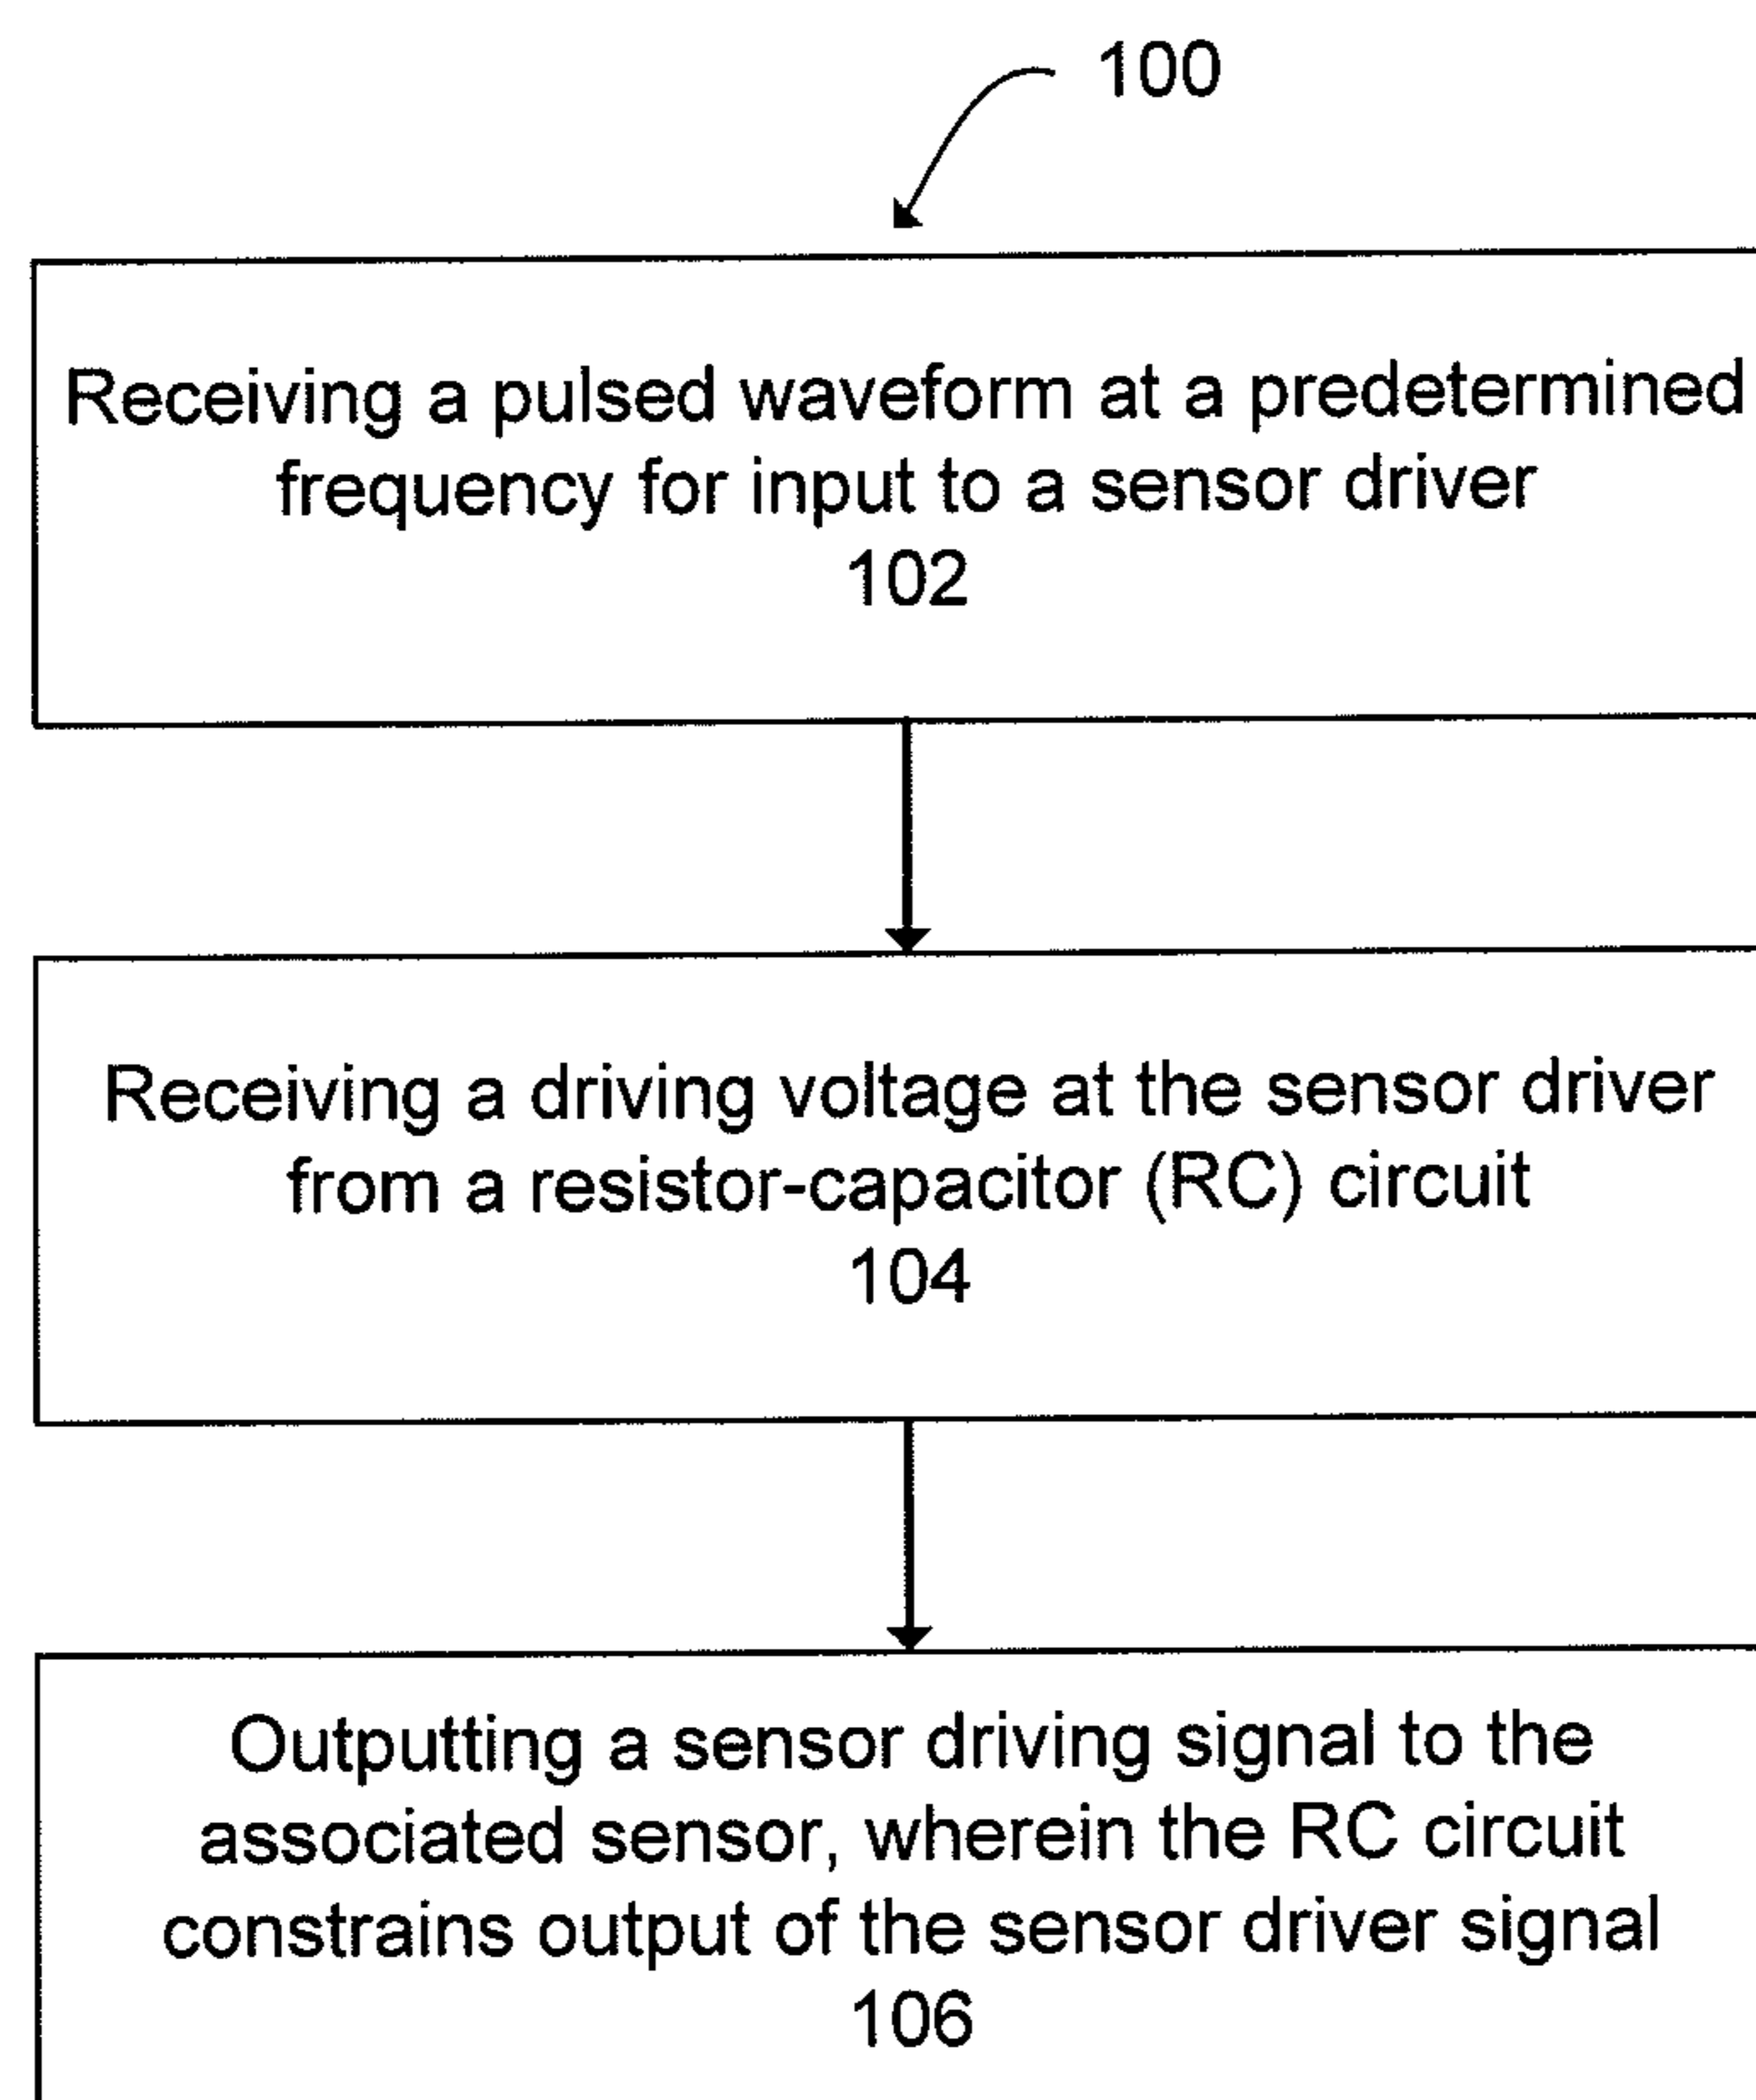 100
Receiving a pulsed waveform at a predetermined
frequency for input to a sensor driver
102
Receiving a driving voltage at the sensor driver
from a resistor-capacitor (RC) circuit
104
Outputting a sensor driving signal to the
associated sensor, wherein the RC circuit
constrains output of the sensor driver signal
106